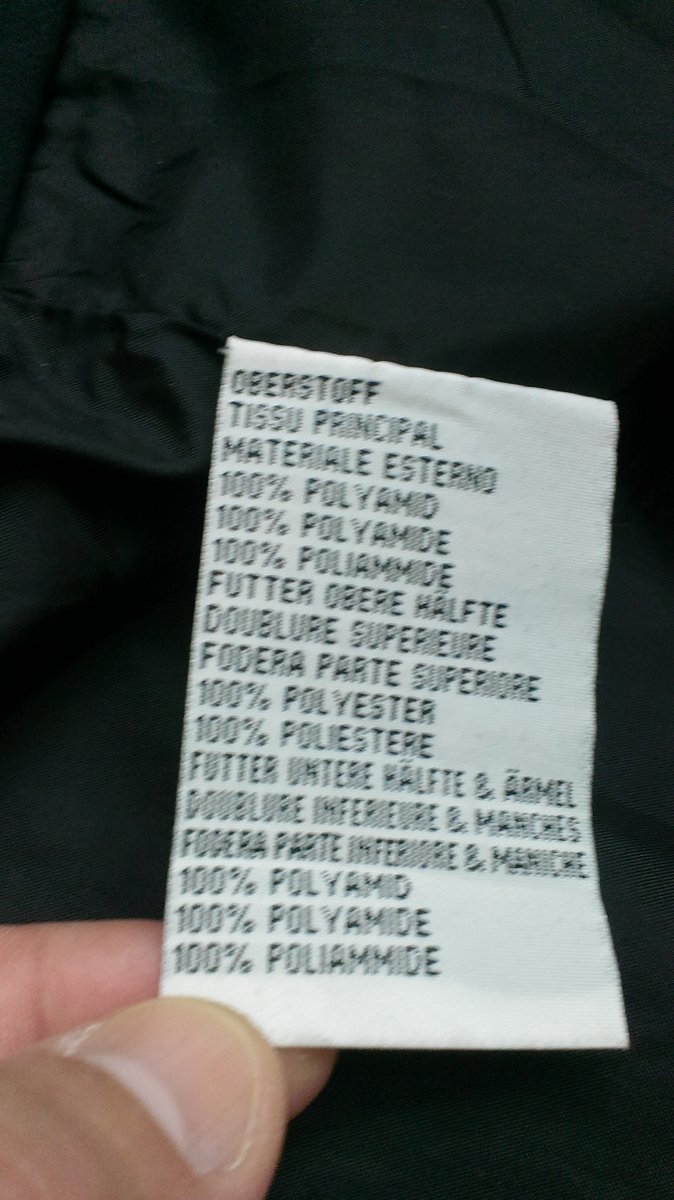 OBERSTOFF
TISSU PRINCIPAL
MATERIALE ESTERNO
100% POLYAMID
100% POLYAMIDE
100% POLIAMMIDE
FUTTER OBERE HÄLFTE
DOUBLURE SUPERIEURE
FODERA PARTE SUPERIORE
100% POLYESTER
100% POLIESTERE
FUTTER UNTERE HÄLFTE & ÄRMEL
DOUBLURE INFERIEURE & MANCHES
FODERA PARTE INFERIORE & MANICHE
100% POLYAMID
100% POLYAMIDE
100% POLIAMMIDE